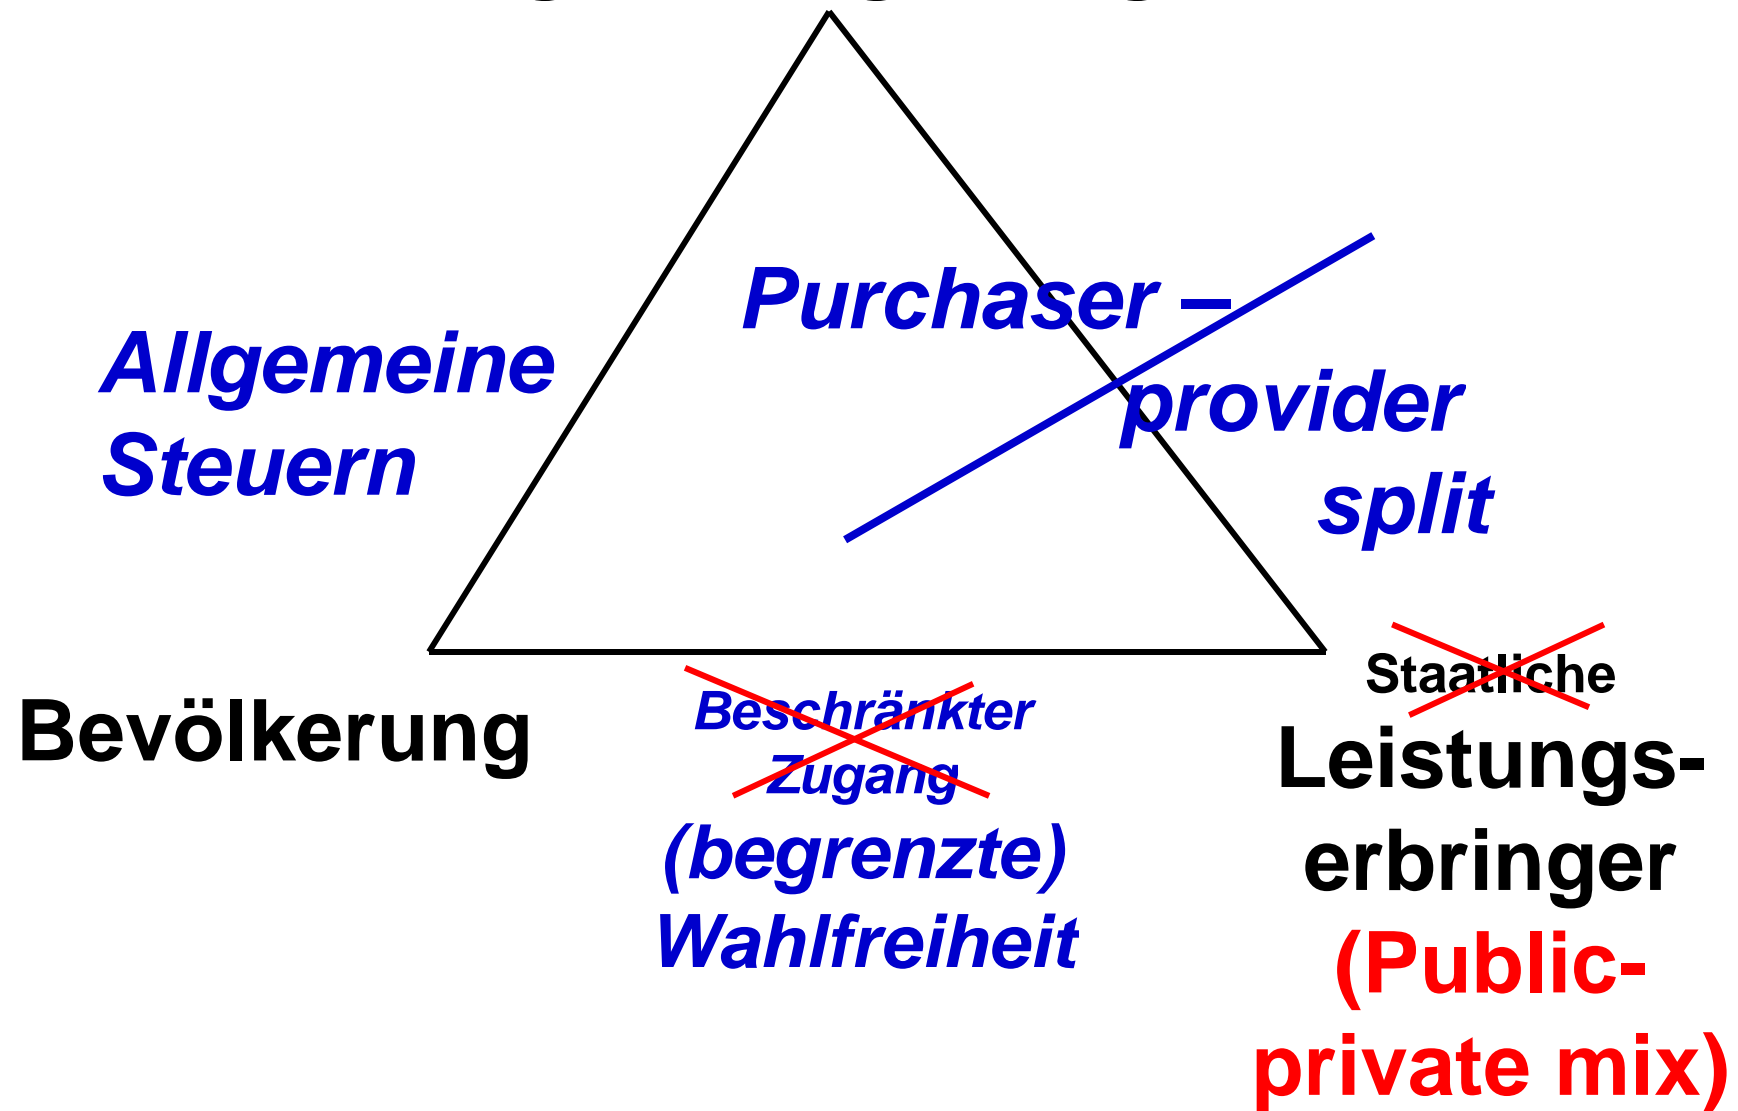 Allgemeine
Steuern
Purchaser –
provider
split
Bevölkerung
Beschränkter
Zugang
(begrenzte)
Wahlfreiheit
Staatliche
Leistungs-
erbringer
(Public-
private mix)